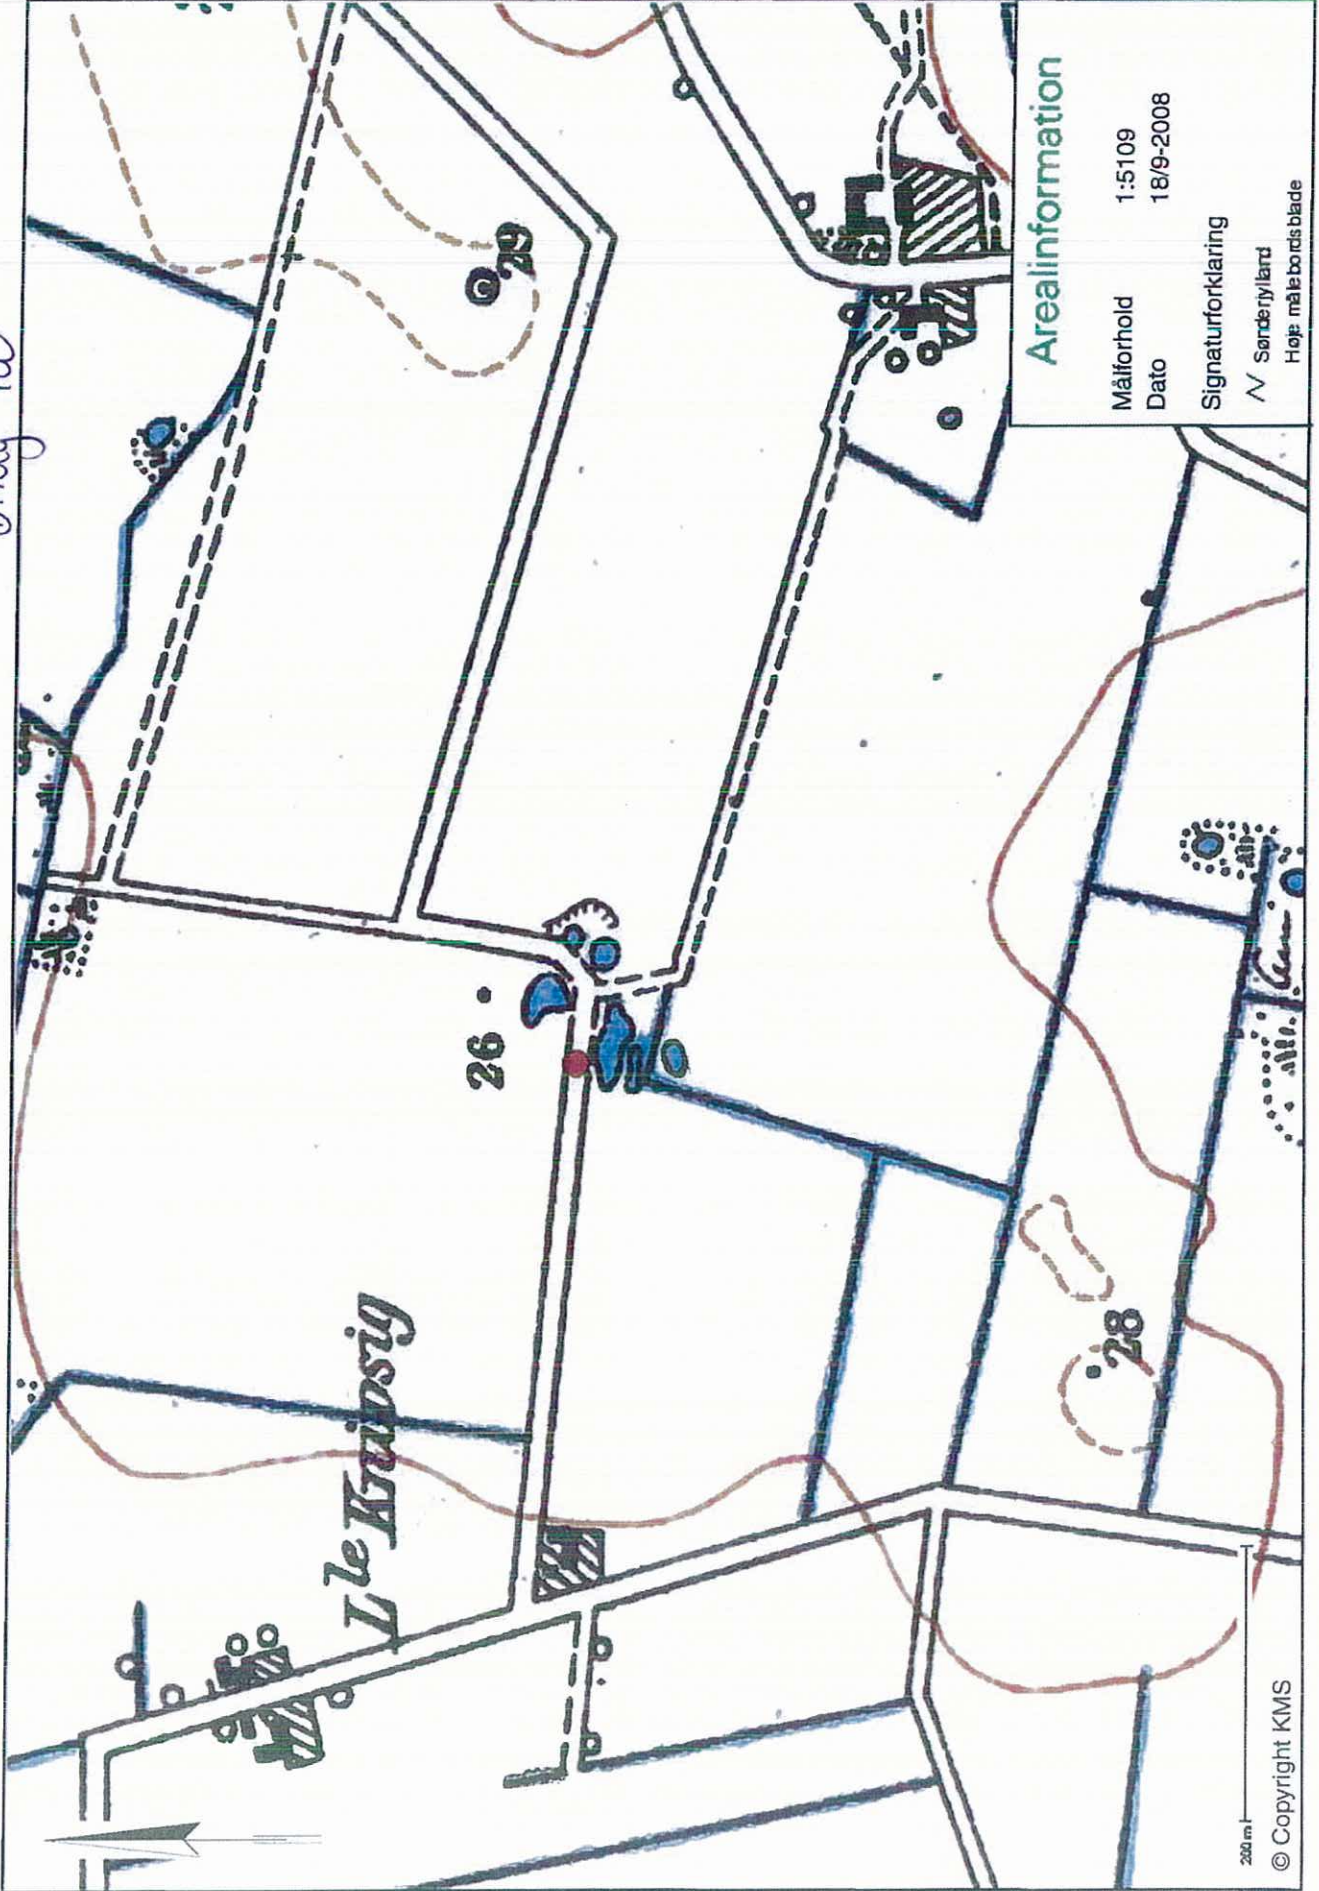 29
26
Lle Knivsig
28
Arealinformation
Målforhold 1:5109
Dato 18/9-2008
Signaturforklaring
Sønderjylland
Høje målebordsblade
200 m
© Copyright KMS